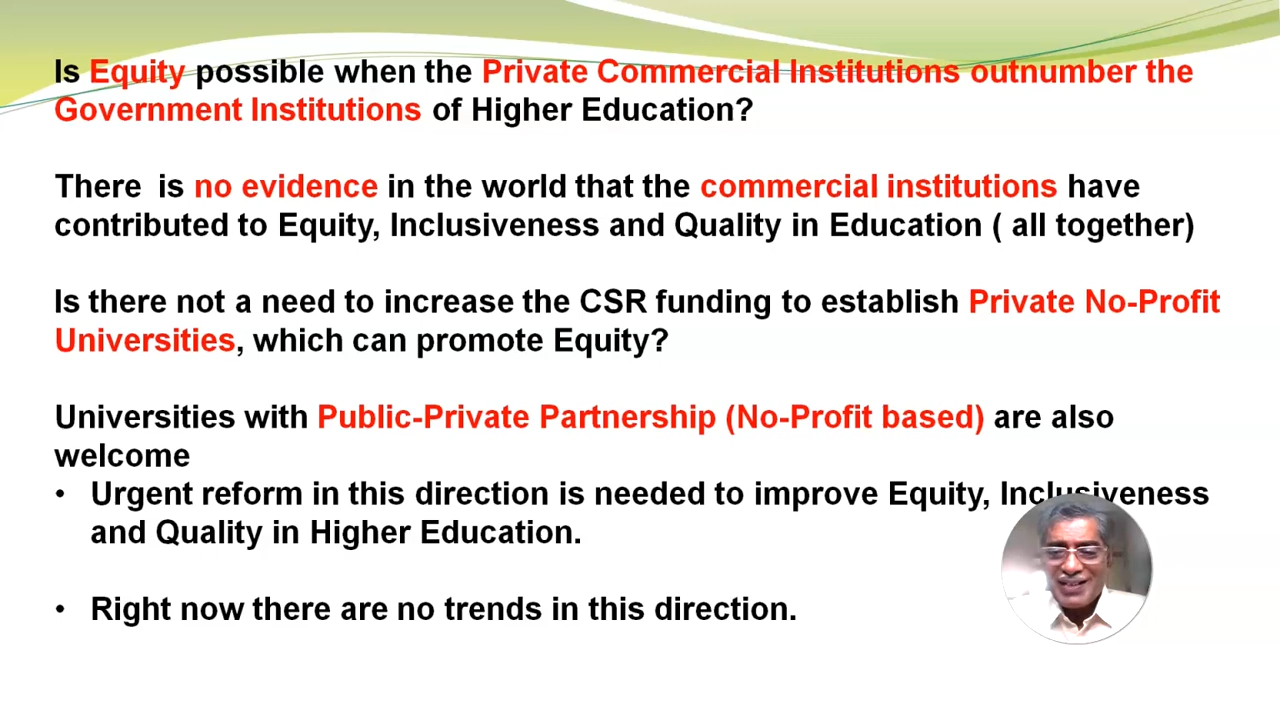 Is Equity possible when the Private Commercial Institutions outnumber the
Government Institutions of Higher Education?
There is no evidence in the world that the commercial institutions have
contributed to Equity, Inclusiveness and Quality in Education ( all together)
Is there not a need to increase the CSR funding to establish Private No-Profit
Universities, which can promote Equity?
Universities with Public-Private Partnership (No-Profit based) are also
welcome
• Urgent reform in this direction is needed to improve Equity, Inclusiveness
and Quality in Higher Education.
• Right now there are no trends in this direction.